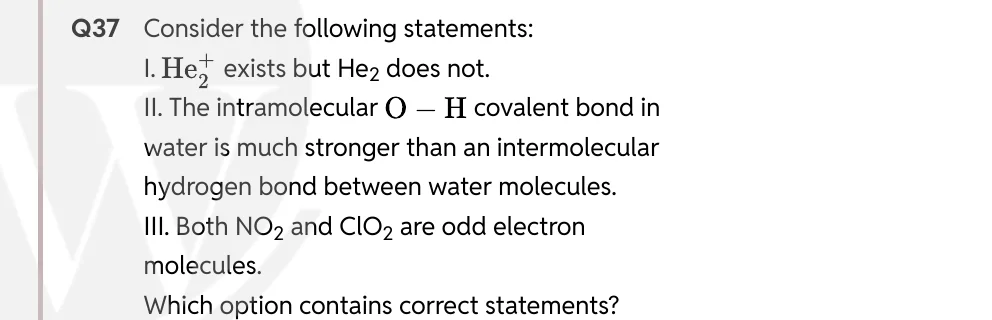 Q37 Consider the following statements:
I. He₂⁺ exists but He₂ does not.
II. The intramolecular O – H covalent bond in
water is much stronger than an intermolecular
hydrogen bond between water molecules.
III. Both NO₂ and ClO₂ are odd electron
molecules.
Which option contains correct statements?